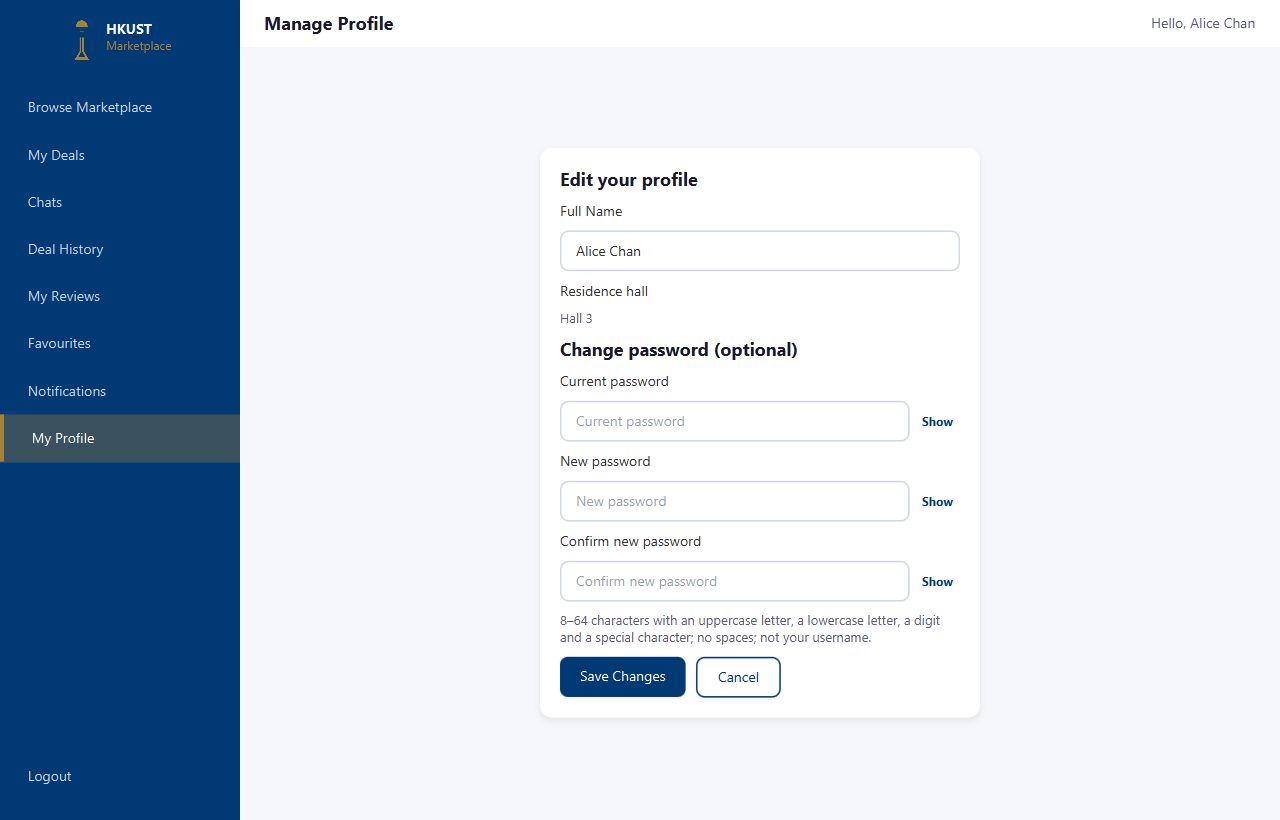 HKUST
Marketplace
Browse Marketplace
My Deals
Chats
Deal History
My Reviews
Favourites
Notifications
My Profile
Logout
Manage Profile
Hello, Alice Chan
Edit your profile
Full Name
Alice Chan
Residence hall
Hall 3
Change password (optional)
Current password
Current password Show
New password
New password Show
Confirm new password
Confirm new password Show
8–64 characters with an uppercase letter, a lowercase letter, a digit
and a special character; no spaces; not your username.
Save Changes Cancel